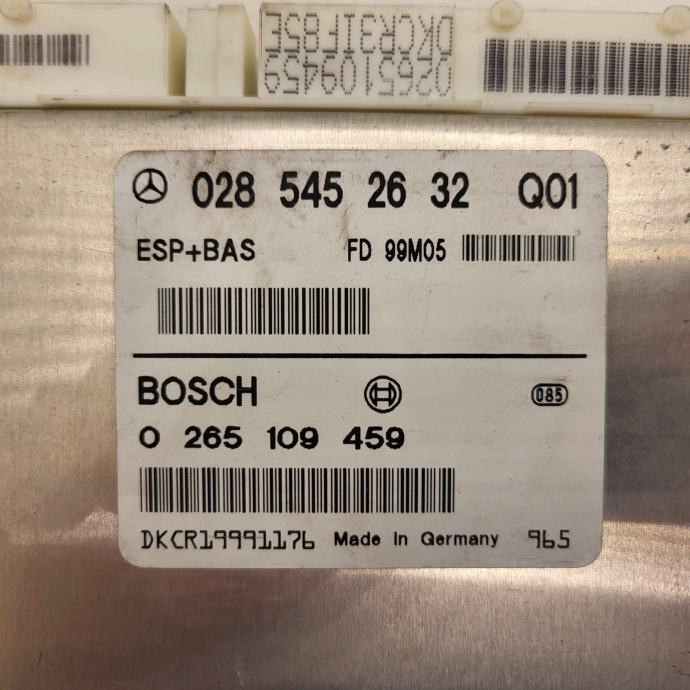 0265109459
DKCR3IF85E
028 545 26 32 Q01
ESP+BAS FD 99M05
BOSCH 085
0 265 109 459
DKCR19991176 Made In Germany 965